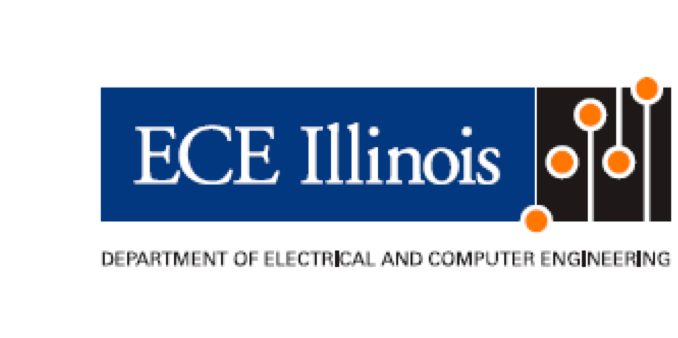 ECE Illinois
DEPARTMENT OF ELECTRICAL AND COMPUTER ENGINEERING